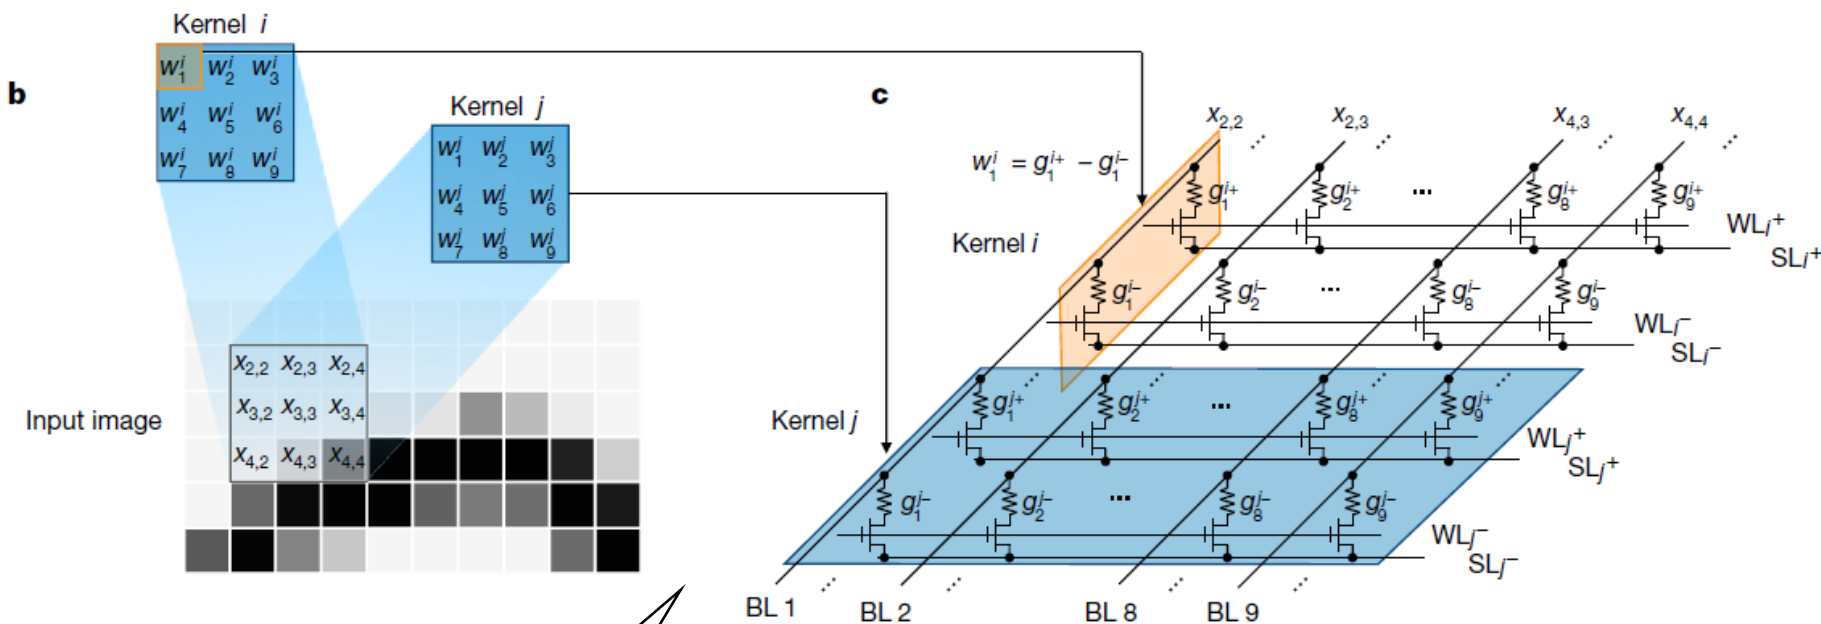 b
Kernel i
w₁ⁱ w₂ⁱ w₃ⁱ
w₄ⁱ w₅ⁱ w₆ⁱ
w₇ⁱ w₈ⁱ w₉ⁱ
Kernel j
w₁ʲ w₂ʲ w₃ʲ
w₄ʲ w₅ʲ w₆ʲ
w₇ʲ w₈ʲ w₉ʲ
Input image
x₂,₂ x₂,₃ x₂,₄
x₃,₂ x₃,₃ x₃,₄
x₄,₂ x₄,₃ x₄,₄
c
x₂,₂ ... x₂,₃ ... x₄,₃ ... x₄,₄ ...
w₁ⁱ = g₁ⁱ⁺ − g₁ⁱ⁻
Kernel i
g₁ⁱ⁺ g₂ⁱ⁺ ... g₈ⁱ⁺ g₉ⁱ⁺
WLᵢ⁺
SLᵢ⁺
g₁ⁱ⁻ g₂ⁱ⁻ ... g₈ⁱ⁻ g₉ⁱ⁻
WLᵢ⁻
SLᵢ⁻
Kernel j
g₁ʲ⁺ g₂ʲ⁺ ... g₈ʲ⁺ g₉ʲ⁺
WLⱼ⁺
SLⱼ⁺
g₁ʲ⁻ g₂ʲ⁻ ... g₈ʲ⁻ g₉ʲ⁻
WLⱼ⁻
SLⱼ⁻
BL 1 ... BL 2 ... BL 8 ... BL 9 ...